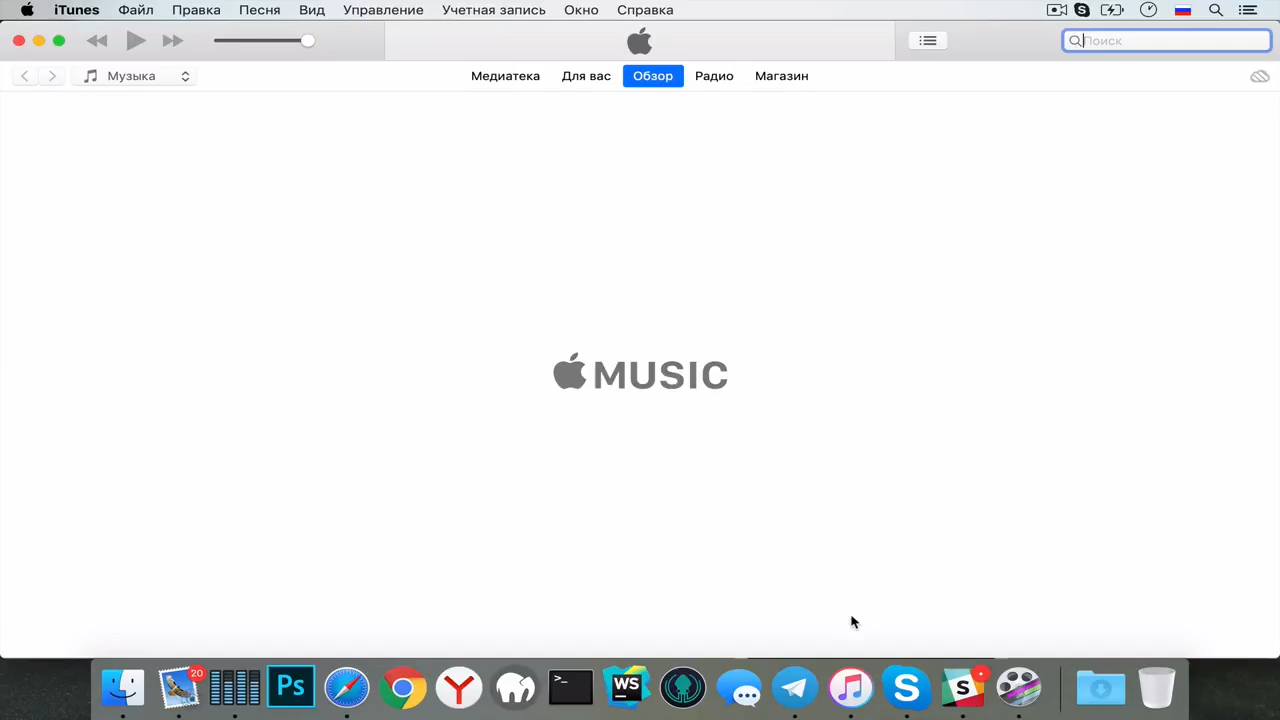 iTunes Файл Правка Песня Вид Управление Учетная запись Окно Справка
Поиск
Музыка Медиатека Для вас Обзор Радио Магазин
MUSIC
20
Ps
WS